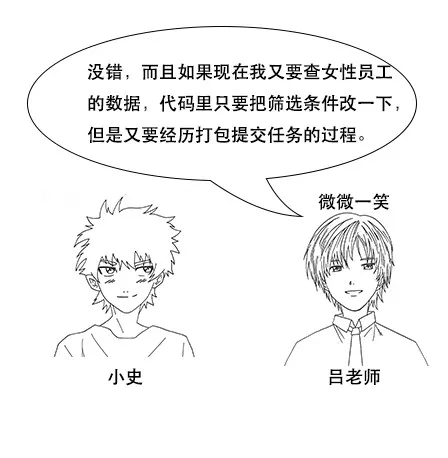 没错，而且如果现在我又要查女性员工
的数据，代码里只要把筛选条件改一下，
但是又要经历打包提交任务的过程。
微微一笑
小史
吕老师